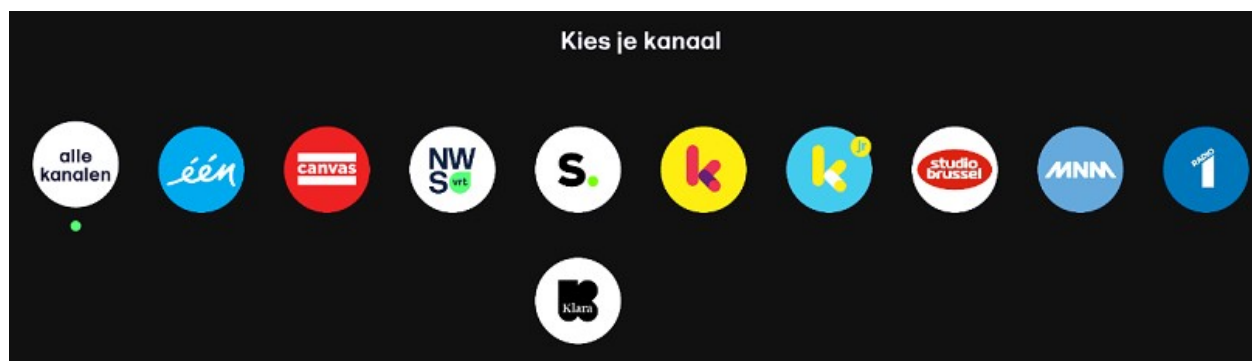 Kies je kanaal
alle
kanalen
één
canvas
NW
S vrt
S.
k
k jr
studio
brussel
MNM
RADIO
1
Klara